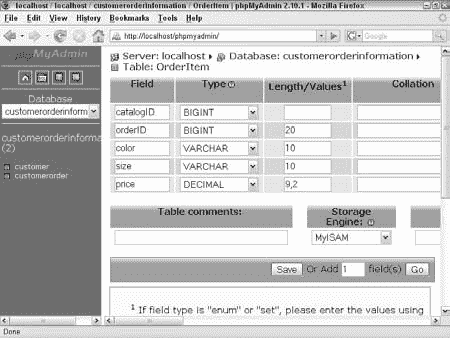 localhost / localhost / customerorderinformation / OrderItem | phpMyAdmin 2.10.1 - Mozilla Firefox
File Edit View History Bookmarks Tools Help
http://localhost/phpmyadmin/
Google
phpMyAdmin
Database
customerorderinform
customerorderinforma
(2)
customer
customerorder
Server: localhost Database: customerorderinformation
Table: OrderItem
Field Type Length/Values1 Collation
catalogID BIGINT
orderID BIGINT 20
color VARCHAR 10
size VARCHAR 10
price DECIMAL 9,2
Table comments: Storage
Engine:
MyISAM
Save Or Add 1 field(s) Go
1 If field type is "enum" or "set", please enter the values using
Done